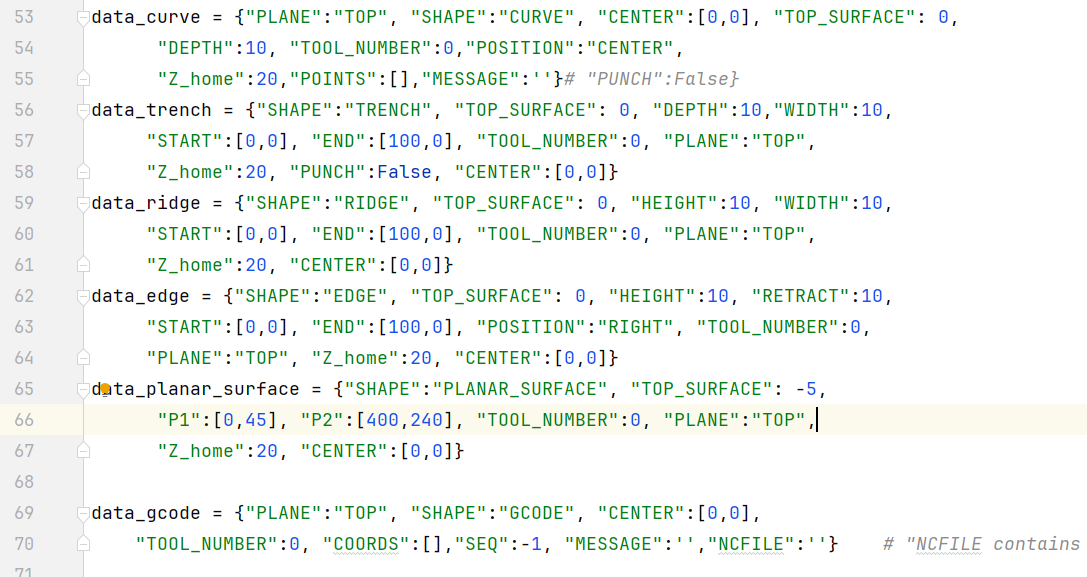 53 data_curve = {"PLANE":"TOP", "SHAPE":"CURVE", "CENTER":[0,0], "TOP_SURFACE": 0,
54 "DEPTH":10, "TOOL_NUMBER":0,"POSITION":"CENTER",
55 "Z_home":20,"POINTS":[],"MESSAGE":''}# "PUNCH":False}
56 data_trench = {"SHAPE":"TRENCH", "TOP_SURFACE": 0, "DEPTH":10,"WIDTH":10,
57 "START":[0,0], "END":[100,0], "TOOL_NUMBER":0, "PLANE":"TOP",
58 "Z_home":20, "PUNCH":False, "CENTER":[0,0]}
59 data_ridge = {"SHAPE":"RIDGE", "TOP_SURFACE": 0, "HEIGHT":10, "WIDTH":10,
60 "START":[0,0], "END":[100,0], "TOOL_NUMBER":0, "PLANE":"TOP",
61 "Z_home":20, "CENTER":[0,0]}
62 data_edge = {"SHAPE":"EDGE", "TOP_SURFACE": 0, "HEIGHT":10, "RETRACT":10,
63 "START":[0,0], "END":[100,0], "POSITION":"RIGHT", "TOOL_NUMBER":0,
64 "PLANE":"TOP", "Z_home":20, "CENTER":[0,0]}
65 data_planar_surface = {"SHAPE":"PLANAR_SURFACE", "TOP_SURFACE": -5,
66 "P1":[0,45], "P2":[400,240], "TOOL_NUMBER":0, "PLANE":"TOP",
67 "Z_home":20, "CENTER":[0,0]}
68
69 data_gcode = {"PLANE":"TOP", "SHAPE":"GCODE", "CENTER":[0,0],
70 "TOOL_NUMBER":0, "COORDS":[],"SEQ":-1, "MESSAGE":'',"NCFILE":''} # "NCFILE contains
71